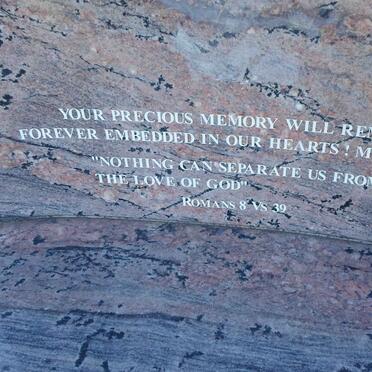 YOUR PRECIOUS MEMORY WILL
FOREVER EMBEDDED IN OUR HEARTS !
"NOTHING CAN SEPARATE US FROM
THE LOVE OF GOD"
ROMANS 8 VS 39